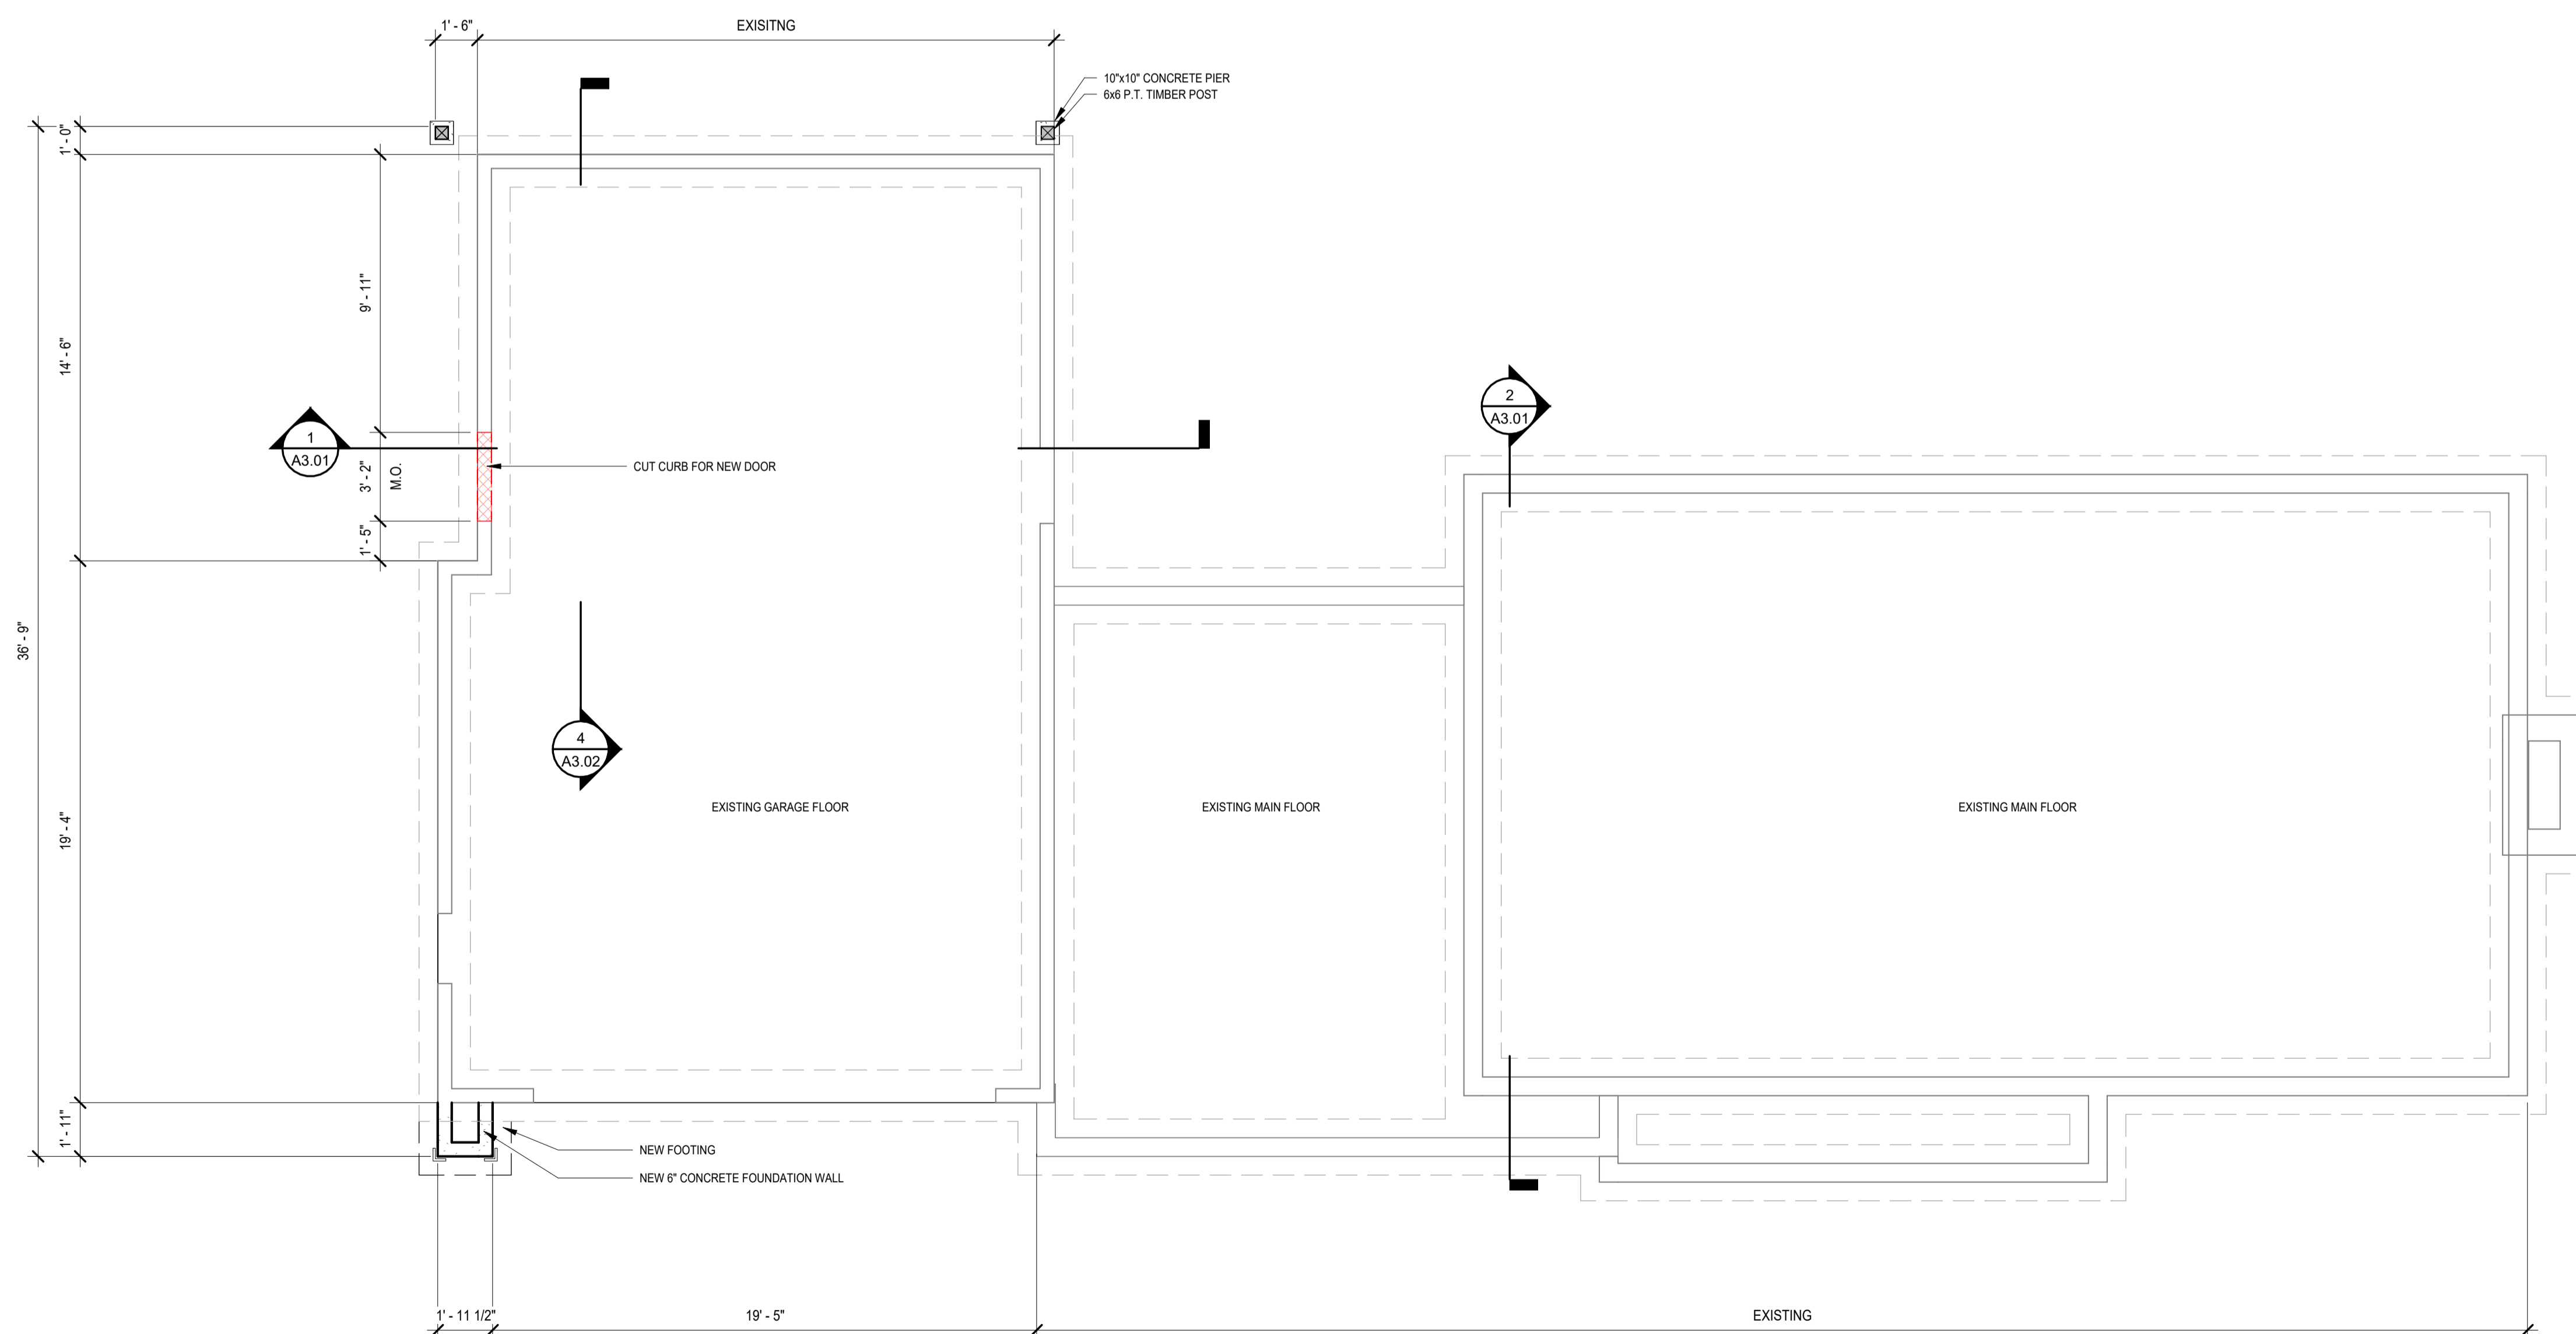 1' - 6"
EXISITNG
10"x10" CONCRETE PIER
6x6 P.T. TIMBER POST
1' - 0"
9' - 11"
14' - 6"
1
A3.01
2
A3.01
3' - 2"
M.O.
CUT CURB FOR NEW DOOR
1' - 5"
36' - 9"
4
A3.02
EXISTING GARAGE FLOOR
EXISTING MAIN FLOOR
EXISTING MAIN FLOOR
19' - 4"
1' - 11"
NEW FOOTING
NEW 6" CONCRETE FOUNDATION WALL
1' - 11 1/2"
19' - 5"
EXISTING